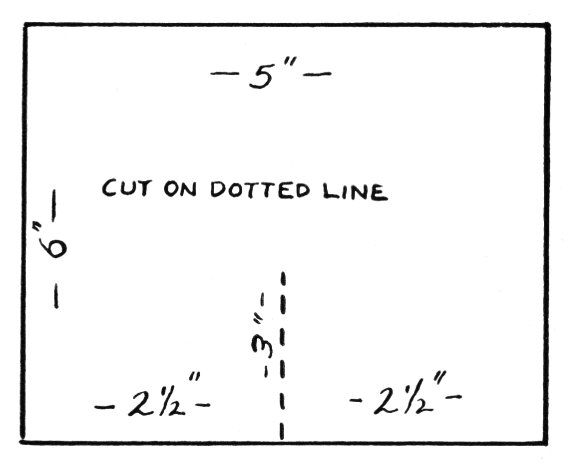 - 5" -
CUT ON DOTTED LINE
- 6" -
- 3" -
- 2½" -
- 2½" -